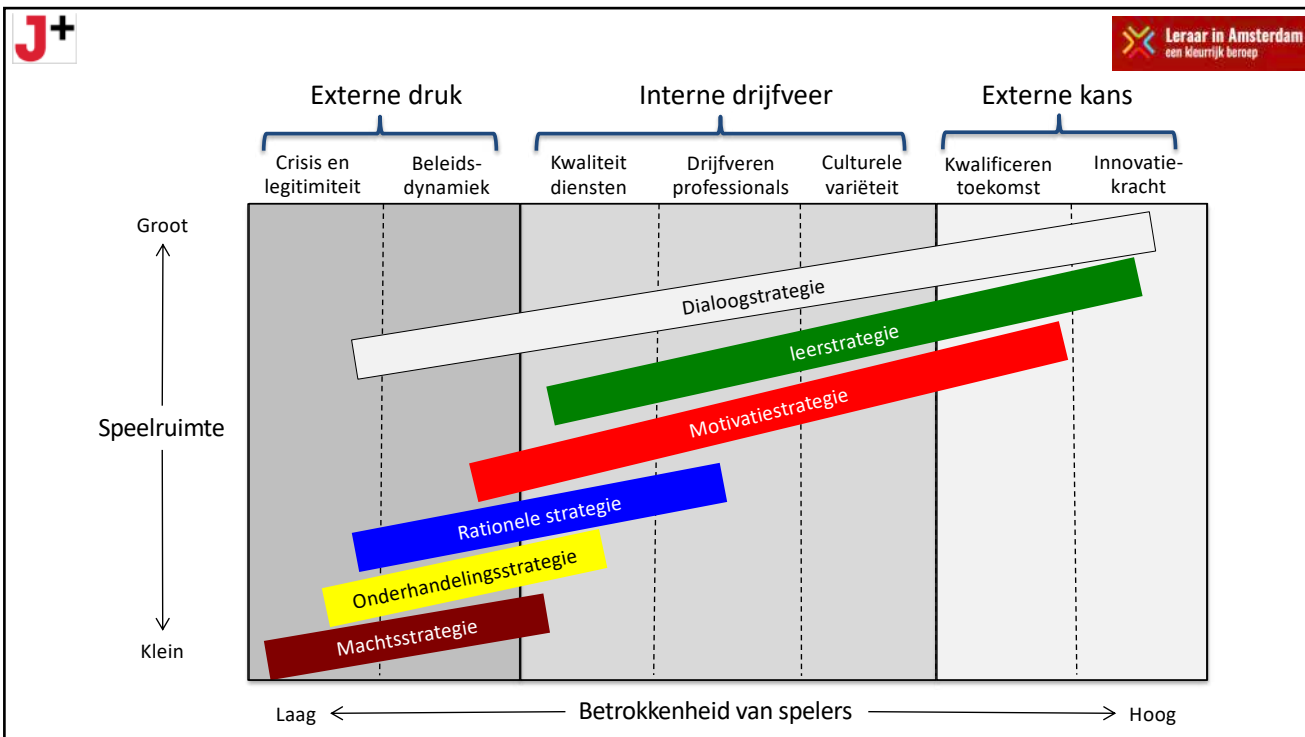 J+
Leraar in Amsterdam
een kleurrijk beroep
Externe druk
Interne drijfveer
Externe kans
Crisis en
legitimiteit
Beleids-
dynamiek
Kwaliteit
diensten
Drijfveren
professionals
Culturele
variëteit
Kwalificeren
toekomst
Innovatie-
kracht
Groot
Speelruimte
Klein
Dialoogstrategie
leerstrategie
Motivatiestrategie
Rationele strategie
Onderhandelingsstrategie
Machtsstrategie
Laag
Betrokkenheid van spelers
Hoog